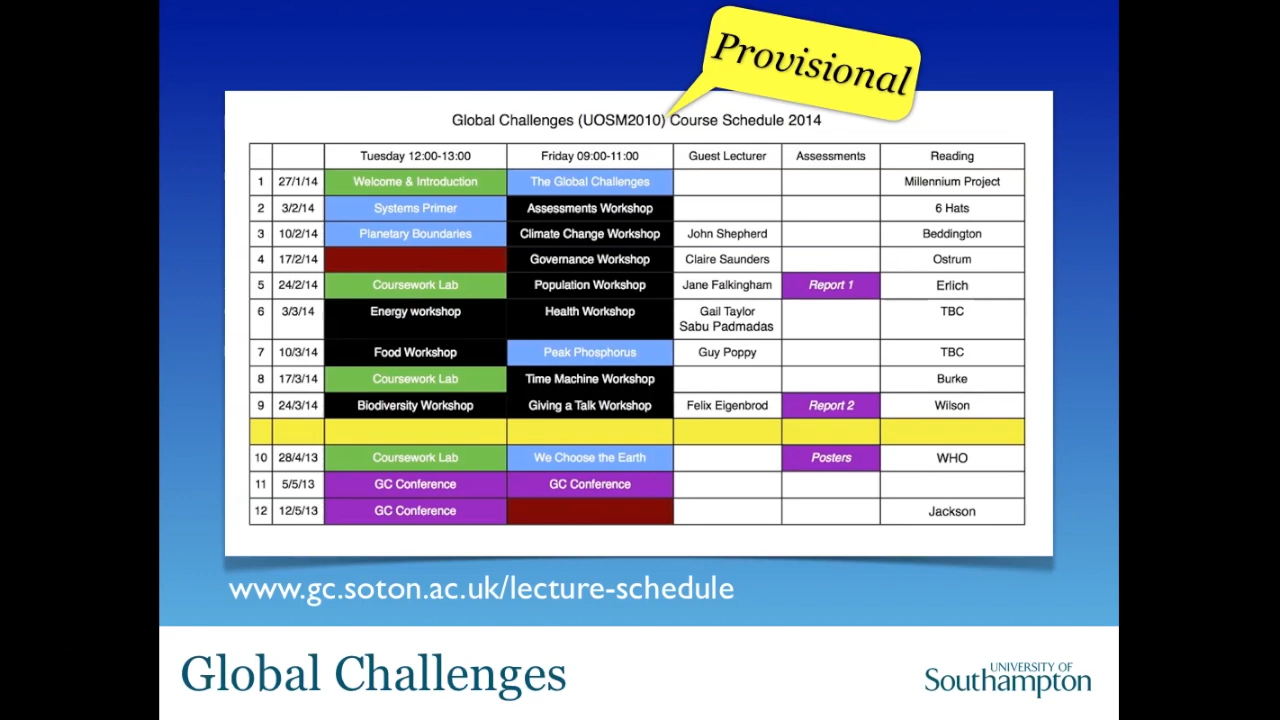 Provisional
Global Challenges (UOSM2010) Course Schedule 2014
Tuesday 12:00-13:00 Friday 09:00-11:00 Guest Lecturer Assessments Reading
1 27/1/14 Welcome & Introduction The Global Challenges Millennium Project
2 3/2/14 Systems Primer Assessments Workshop 6 Hats
3 10/2/14 Planetary Boundaries Climate Change Workshop John Shepherd Beddington
4 17/2/14 Governance Workshop Claire Saunders Ostrum
5 24/2/14 Coursework Lab Population Workshop Jane Falkingham Report 1 Erlich
6 3/3/14 Energy workshop Health Workshop Gail Taylor TBC
Sabu Padmadas
7 10/3/14 Food Workshop Peak Phosphorus Guy Poppy TBC
8 17/3/14 Coursework Lab Time Machine Workshop Burke
9 24/3/14 Biodiversity Workshop Giving a Talk Workshop Felix Eigenbrod Report 2 Wilson
10 28/4/13 Coursework Lab We Choose the Earth Posters WHO
11 5/5/13 GC Conference GC Conference
12 12/5/13 GC Conference Jackson
www.gc.soton.ac.uk/lecture-schedule
Global Challenges
UNIVERSITY OF
Southampton